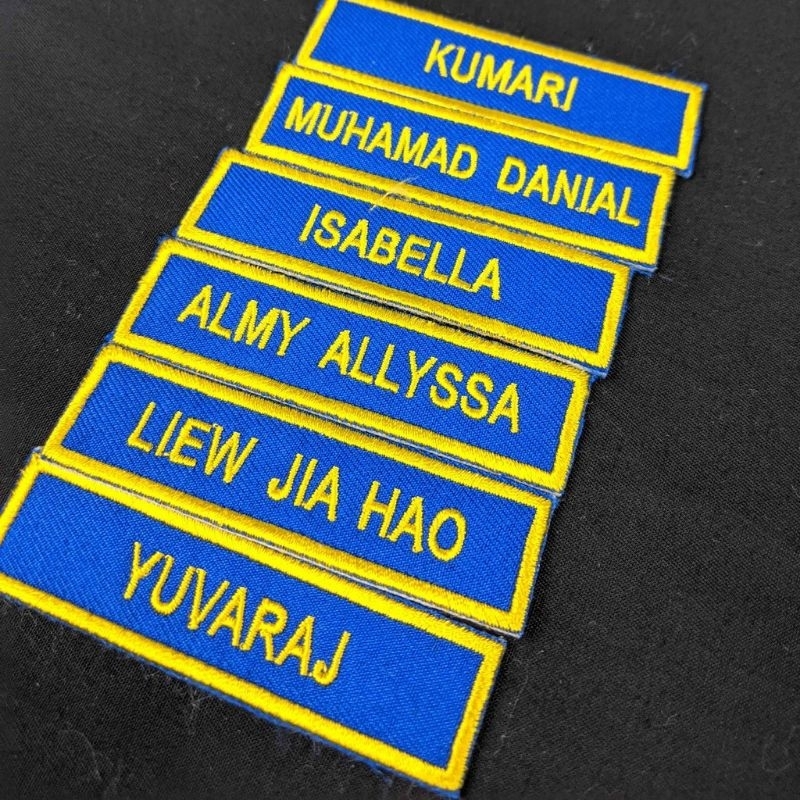 KUMARI
MUHAMAD DANIAL
ISABELLA
ALMY ALLYSSA
LIEW JIA HAO
YUVARAJ